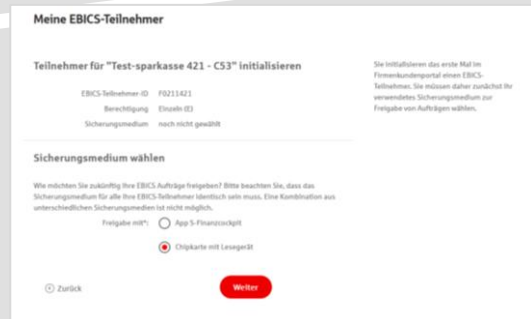 Meine EBICS-Teilnehmer
Teilnehmer für "Test-sparkasse 421 - C53" initialisieren
EBICS-Teilnehmer-ID F0211421
Berechtigung Einzeln (E)
Sicherungsmedium noch nicht gewählt
Sie initialisieren das erste Mal im
Firmenkundenportal einen EBICS-
Teilnehmer. Sie müssen daher zunächst Ihr
verwendetes Sicherungsmedium zur
Freigabe von Aufträgen wählen.
Sicherungsmedium wählen
Wie möchten Sie zukünftig Ihre EBICS Aufträge freigeben? Bitte beachten Sie, dass das
Sicherungsmedium für alle Ihre EBICS-Teilnehmer identisch sein muss. Eine Kombination aus
unterschiedlichen Sicherungsmedien ist nicht möglich.
Freigabe mit*: App S-Finanzcockpit
Chipkarte mit Lesegerät
Zurück
Weiter